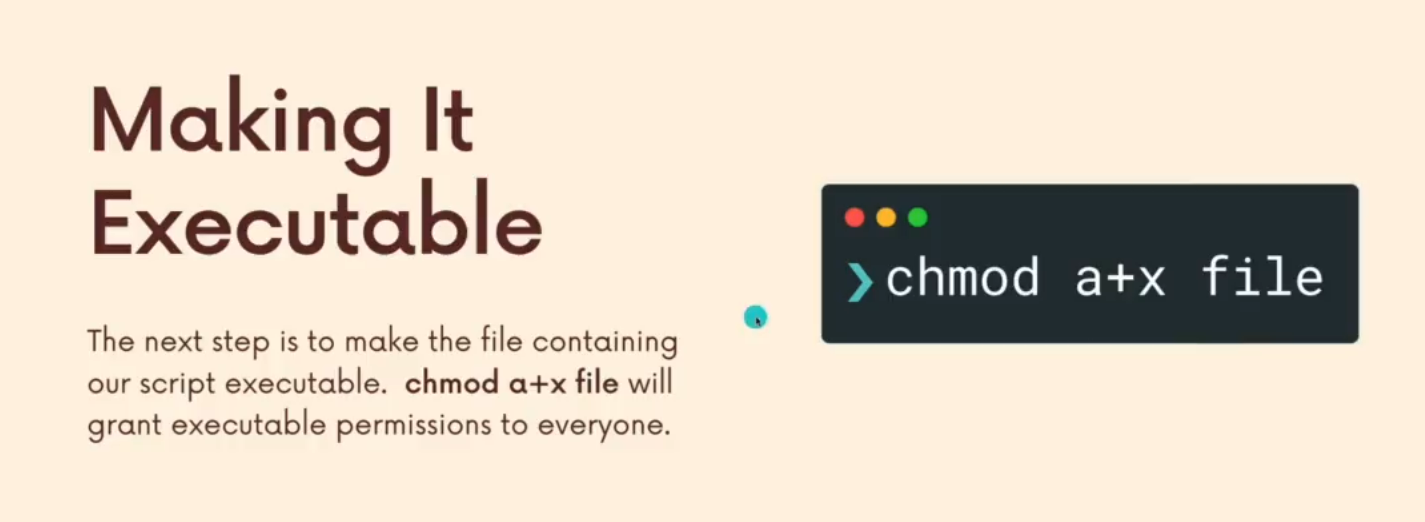 Making It
Executable
The next step is to make the file containing
our script executable. chmod a+x file will
grant executable permissions to everyone.
❯ chmod a+x file